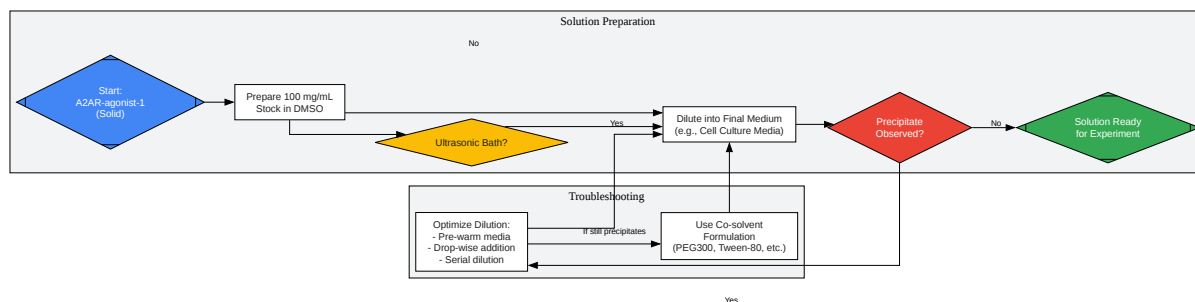 Solution Preparation
No
Start:
A2AR-agonist-1
(Solid)
Prepare 100 mg/mL
Stock in DMSO
Ultrasonic Bath?
Yes
Dilute into Final Medium
(e.g., Cell Culture Media)
Precipitate
Observed?
No
Solution Ready
for Experiment
Troubleshooting
Optimize Dilution:
- Pre-warm media
- Drop-wise addition
- Serial dilution
If still precipitates
Use Co-solvent
Formulation
(PEG300, Tween-80, etc.)
Yes